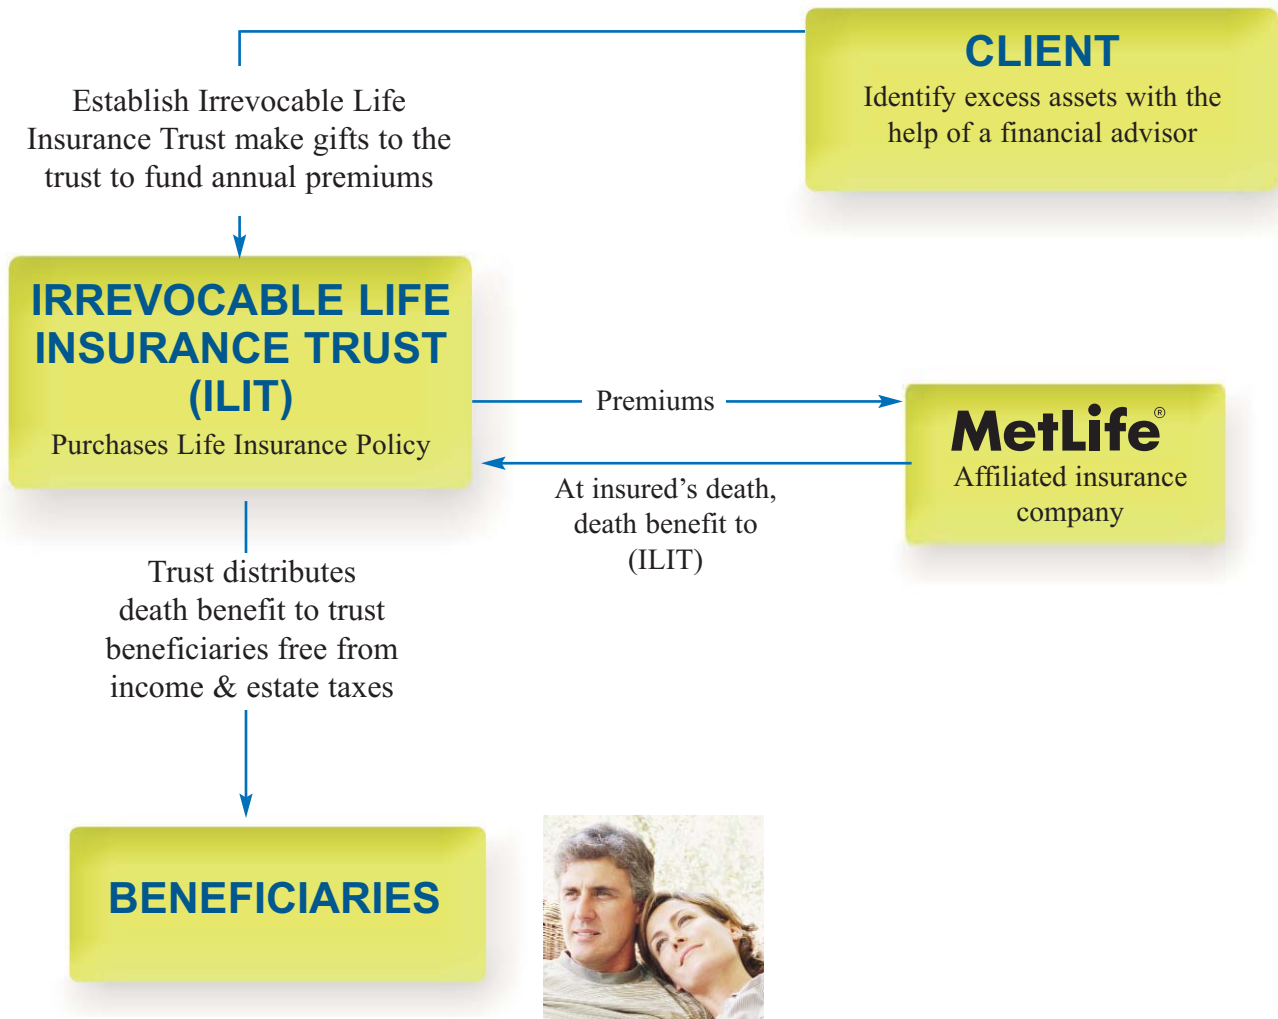 CLIENT
Identify excess assets with the
help of a financial advisor
Establish Irrevocable Life
Insurance Trust make gifts to the
trust to fund annual premiums
IRREVOCABLE LIFE
INSURANCE TRUST
(ILIT)
Purchases Life Insurance Policy
Premiums
MetLife®
Affiliated insurance
company
At insured’s death,
death benefit to
(ILIT)
Trust distributes
death benefit to trust
beneficiaries free from
income & estate taxes
BENEFICIARIES